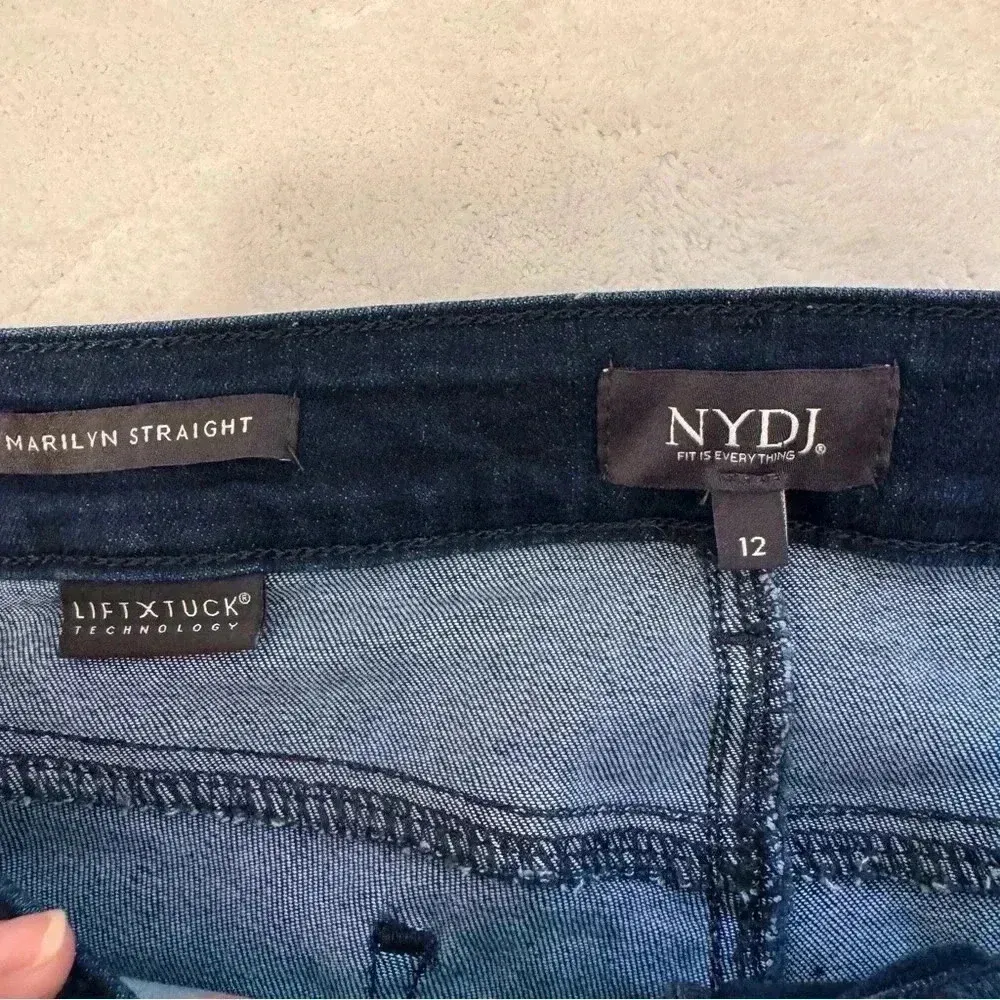 MARILYN STRAIGHT
NYDJ®
FIT IS EVERYTHING
12
LIFTXTUCK®
TECHNOLOGY